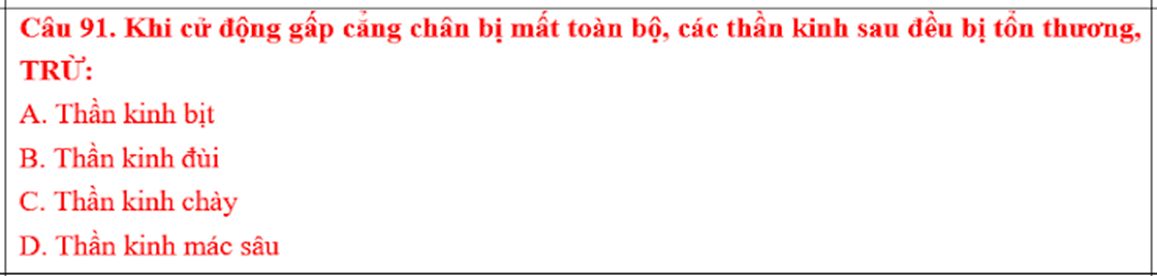 Câu 91. Khi cử động gấp cẳng chân bị mất toàn bộ, các thần kinh sau đều bị tổn thương,
TRỪ:
A. Thần kinh bịt
B. Thần kinh đùi
C. Thần kinh chày
D. Thần kinh mác sâu